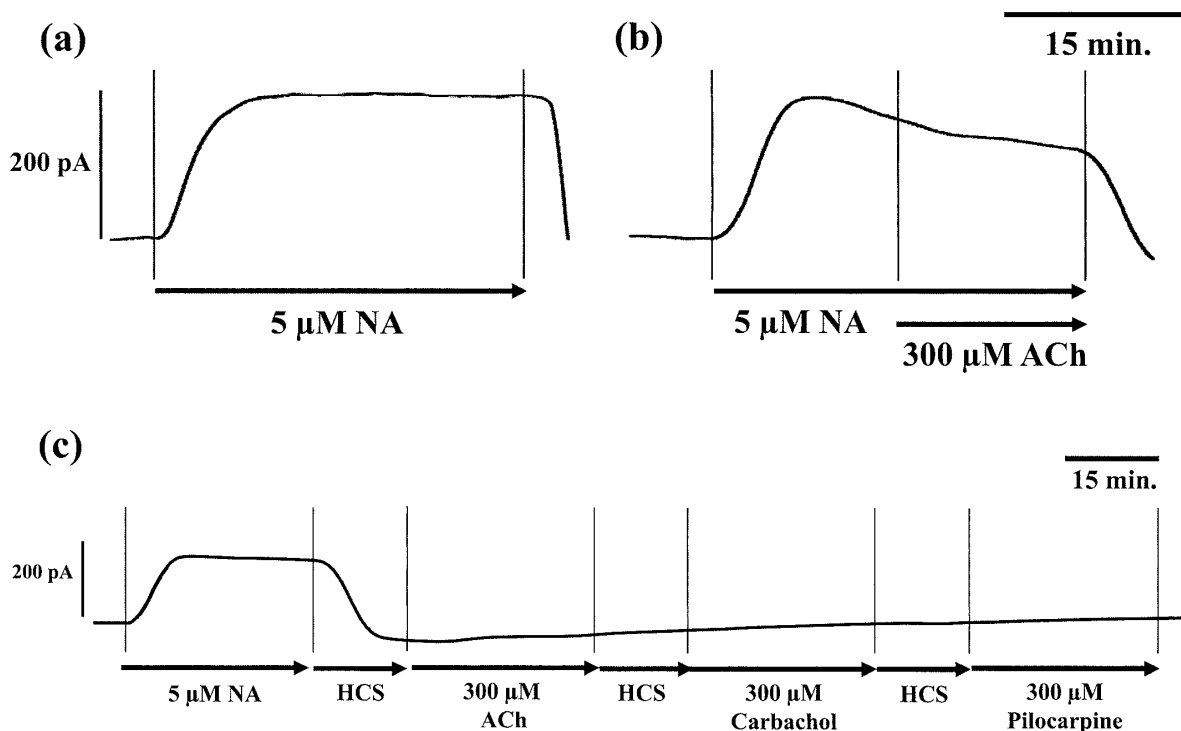 (a)
(b)
15 min.
200 pA
5 µM NA
5 µM NA
300 µM ACh
(c)
15 min.
200 pA
5 µM NA
HCS
300 µM
ACh
HCS
300 µM
Carbachol
HCS
300 µM
Pilocarpine